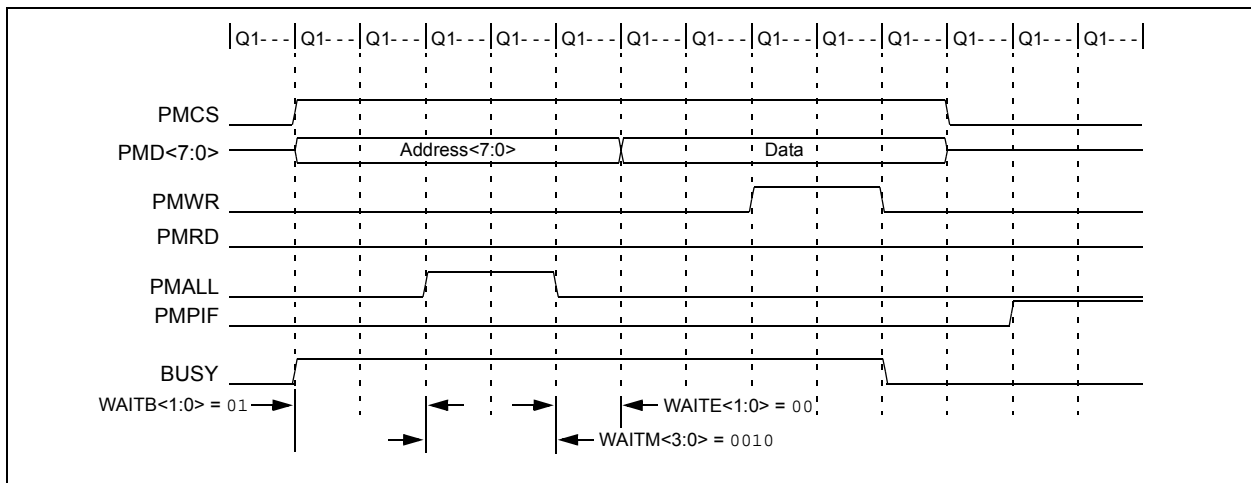 Q1- - - Q1- - - Q1- - - Q1- - - Q1- - - Q1- - - Q1- - - Q1- - - Q1- - - Q1- - - Q1- - - Q1- - - Q1- - -
PMCS
PMD<7:0> Address<7:0> Data
PMWR
PMRD
PMALL
PMPIF
BUSY
WAITB<1:0> = 01 WAITE<1:0> = 00
WAITM<3:0> = 0010